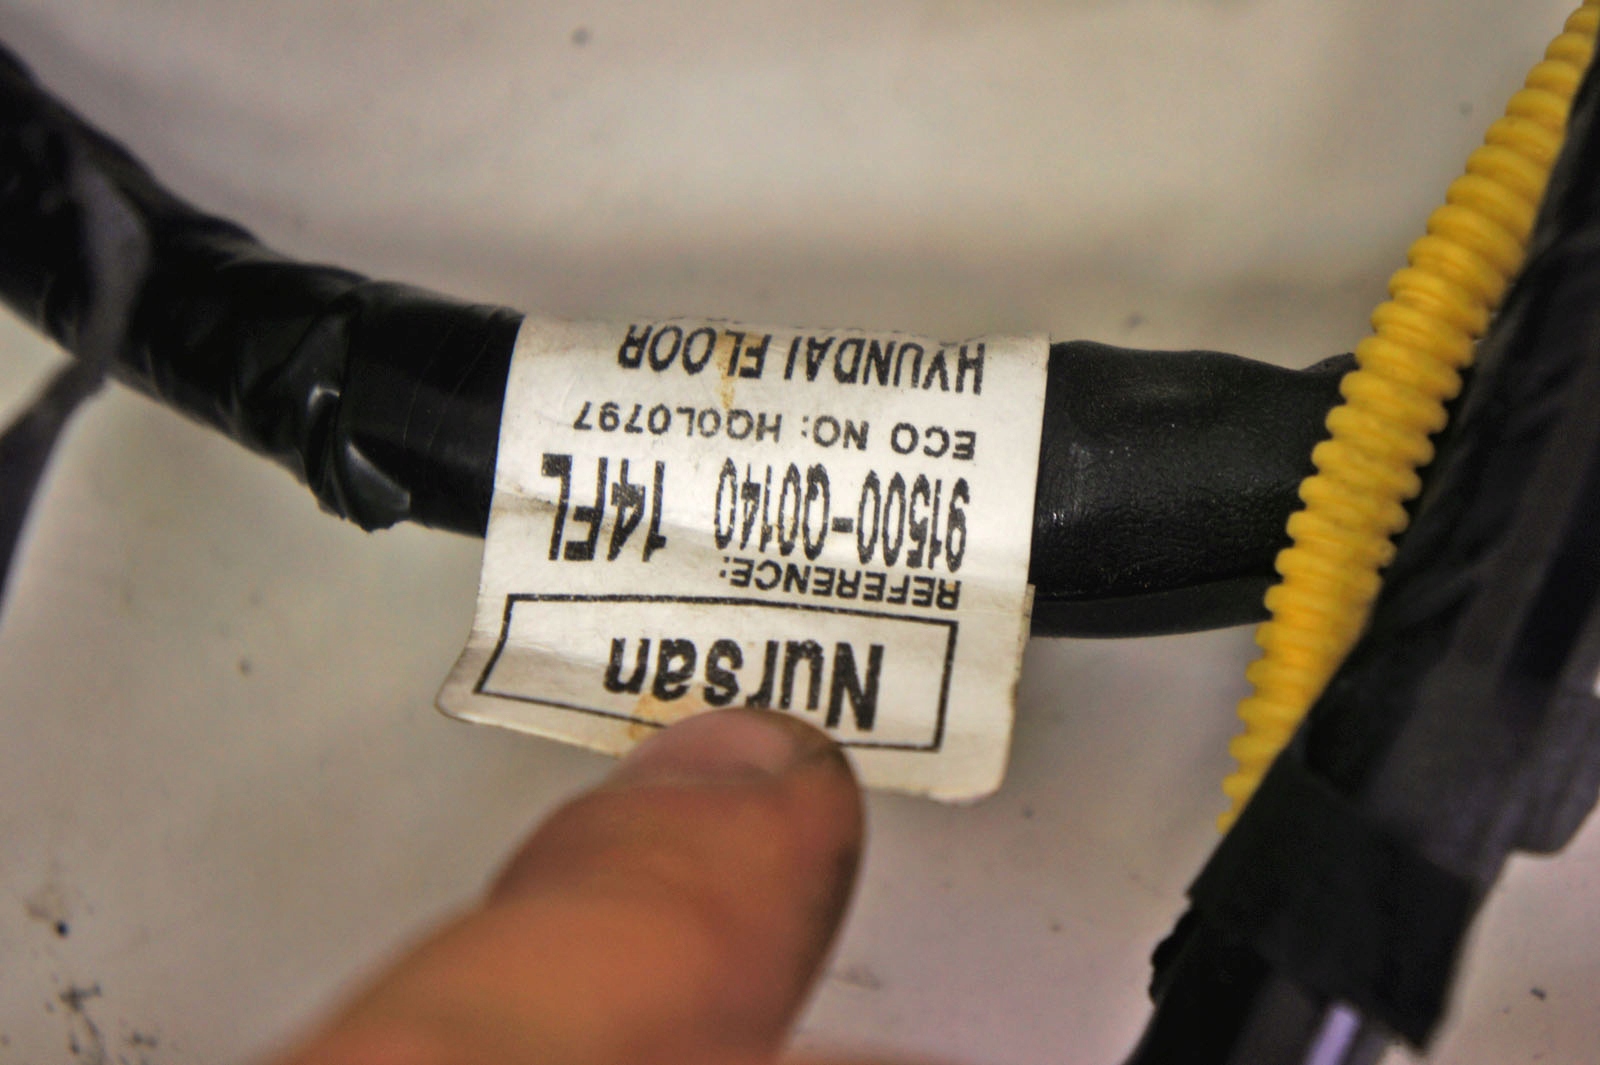 Nursan
REFERENCE:
91500-Q0140 14FL
ECO NO: HQOL0797
HYUNDAI FLOOR